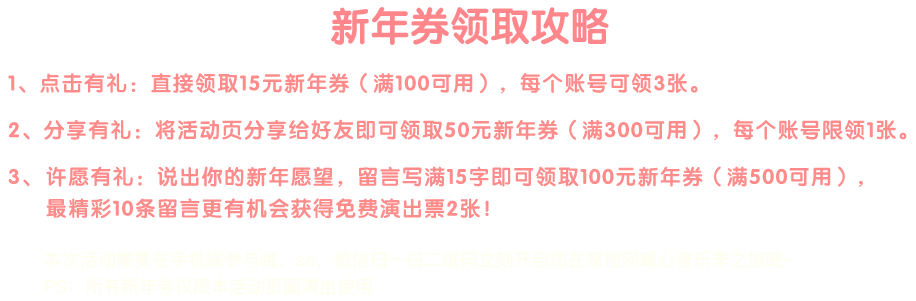 新年券领取攻略
1、点击有礼：直接领取15元新年券（满100可用），每个账号可领3张。
2、分享有礼：将活动页分享给好友即可领取50元新年券（满300可用），每个账号限领1张。
3、许愿有礼：说出你的新年愿望，留言写满15字即可领取100元新年券（满500可用），
最精彩10条留言更有机会获得免费演出票2张！